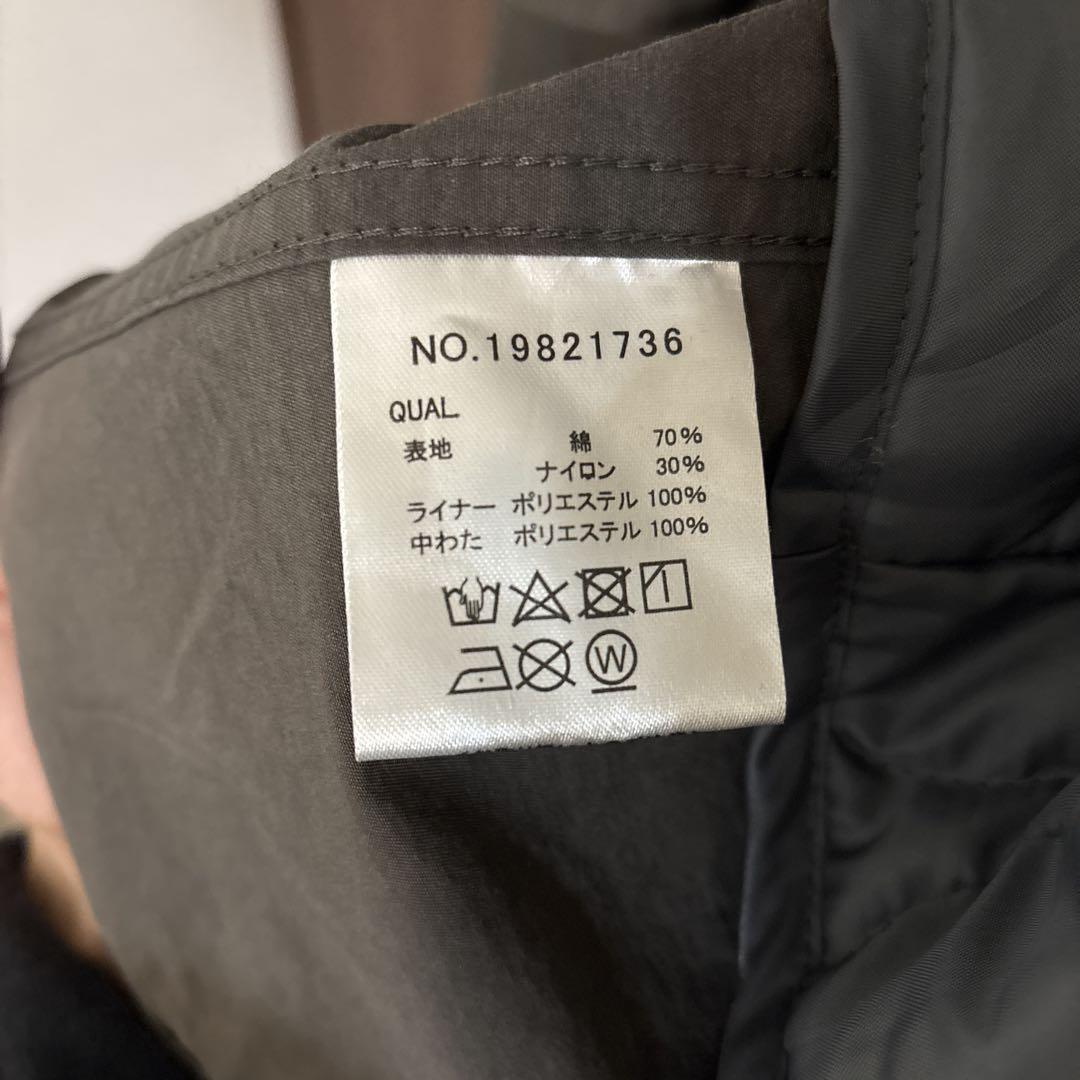 NO.19821736
QUAL.
表地 綿 70%
ナイロン 30%
ライナー ポリエステル 100%
中わた ポリエステル 100%
W